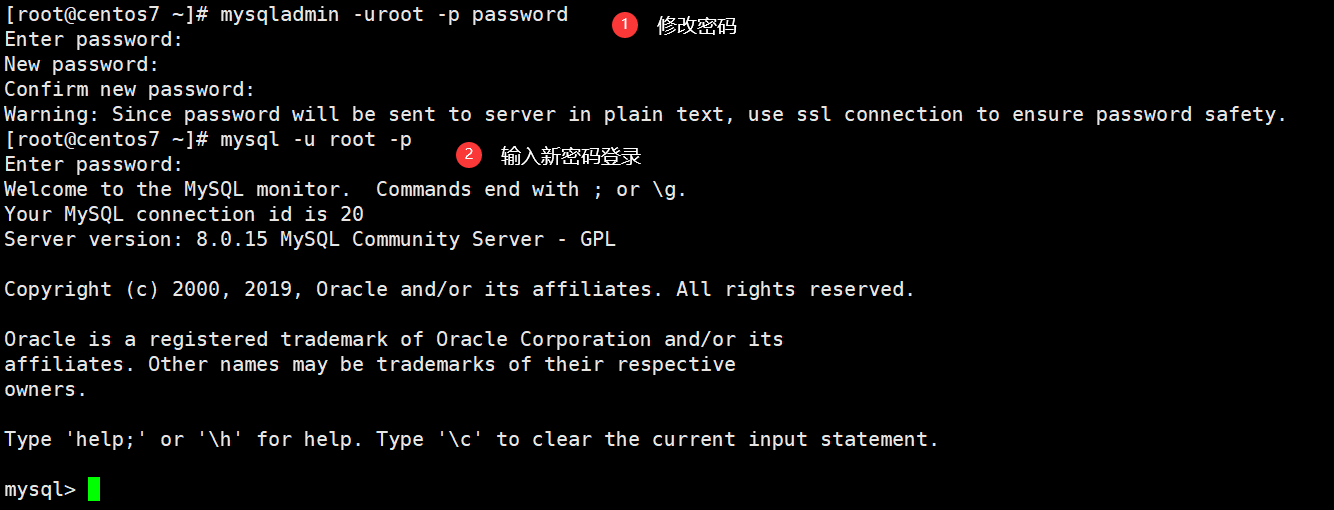 [root@centos7 ~]# mysqladmin -uroot -p password
1 修改密码
Enter password:
New password:
Confirm new password:
Warning: Since password will be sent to server in plain text, use ssl connection to ensure password safety.
[root@centos7 ~]# mysql -u root -p
2 输入新密码登录
Enter password:
Welcome to the MySQL monitor.  Commands end with ; or \g.
Your MySQL connection id is 20
Server version: 8.0.15 MySQL Community Server - GPL
Copyright (c) 2000, 2019, Oracle and/or its affiliates. All rights reserved.
Oracle is a registered trademark of Oracle Corporation and/or its
affiliates. Other names may be trademarks of their respective
owners.
Type 'help;' or '\h' for help. Type '\c' to clear the current input statement.
mysql>